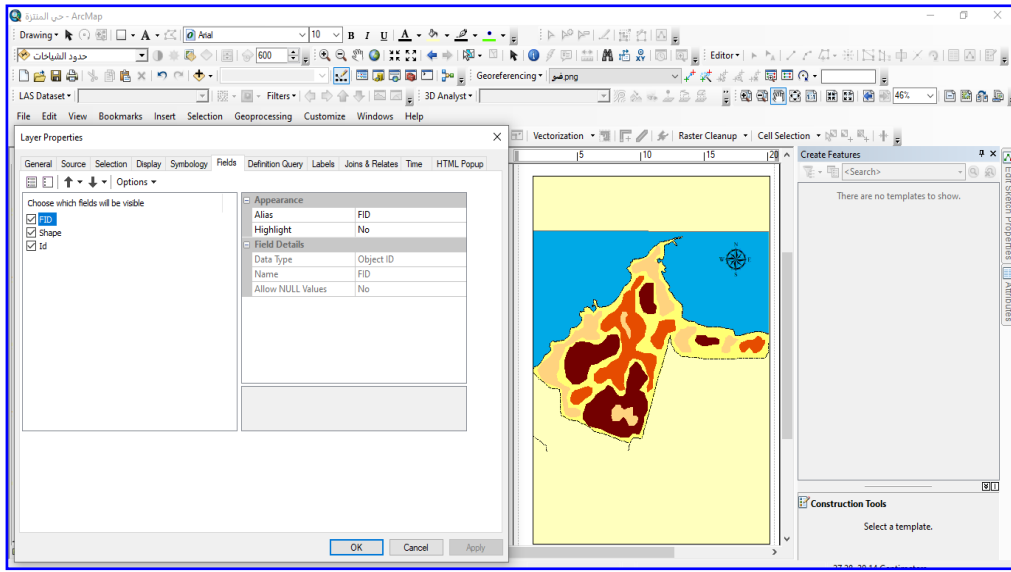 حي المنتزة - ArcMap
Drawing A Arial 10 B I U A
حدود الشياخات 600 Editor
Georeferencing
LAS Dataset Filters 3D Analyst 46%
File Edit View Bookmarks Insert Selection Geoprocessing Customize Windows Help
Vectorization Raster Cleanup Cell Selection
Layer Properties
General Source Selection Display Symbology Fields Definition Query Labels Joins & Relates Time HTML Popup
Options
Choose which fields will be visible
FID
Shape
Id
Appearance
Alias FID
Highlight No
Field Details
Data Type Object ID
Name FID
Allow NULL Values No
OK Cancel Apply
5 10 15 20
N
W E
S
Create Features
<Search>
There are no templates to show.
Construction Tools
Select a template.
Edit Sketch Properties
Attributes